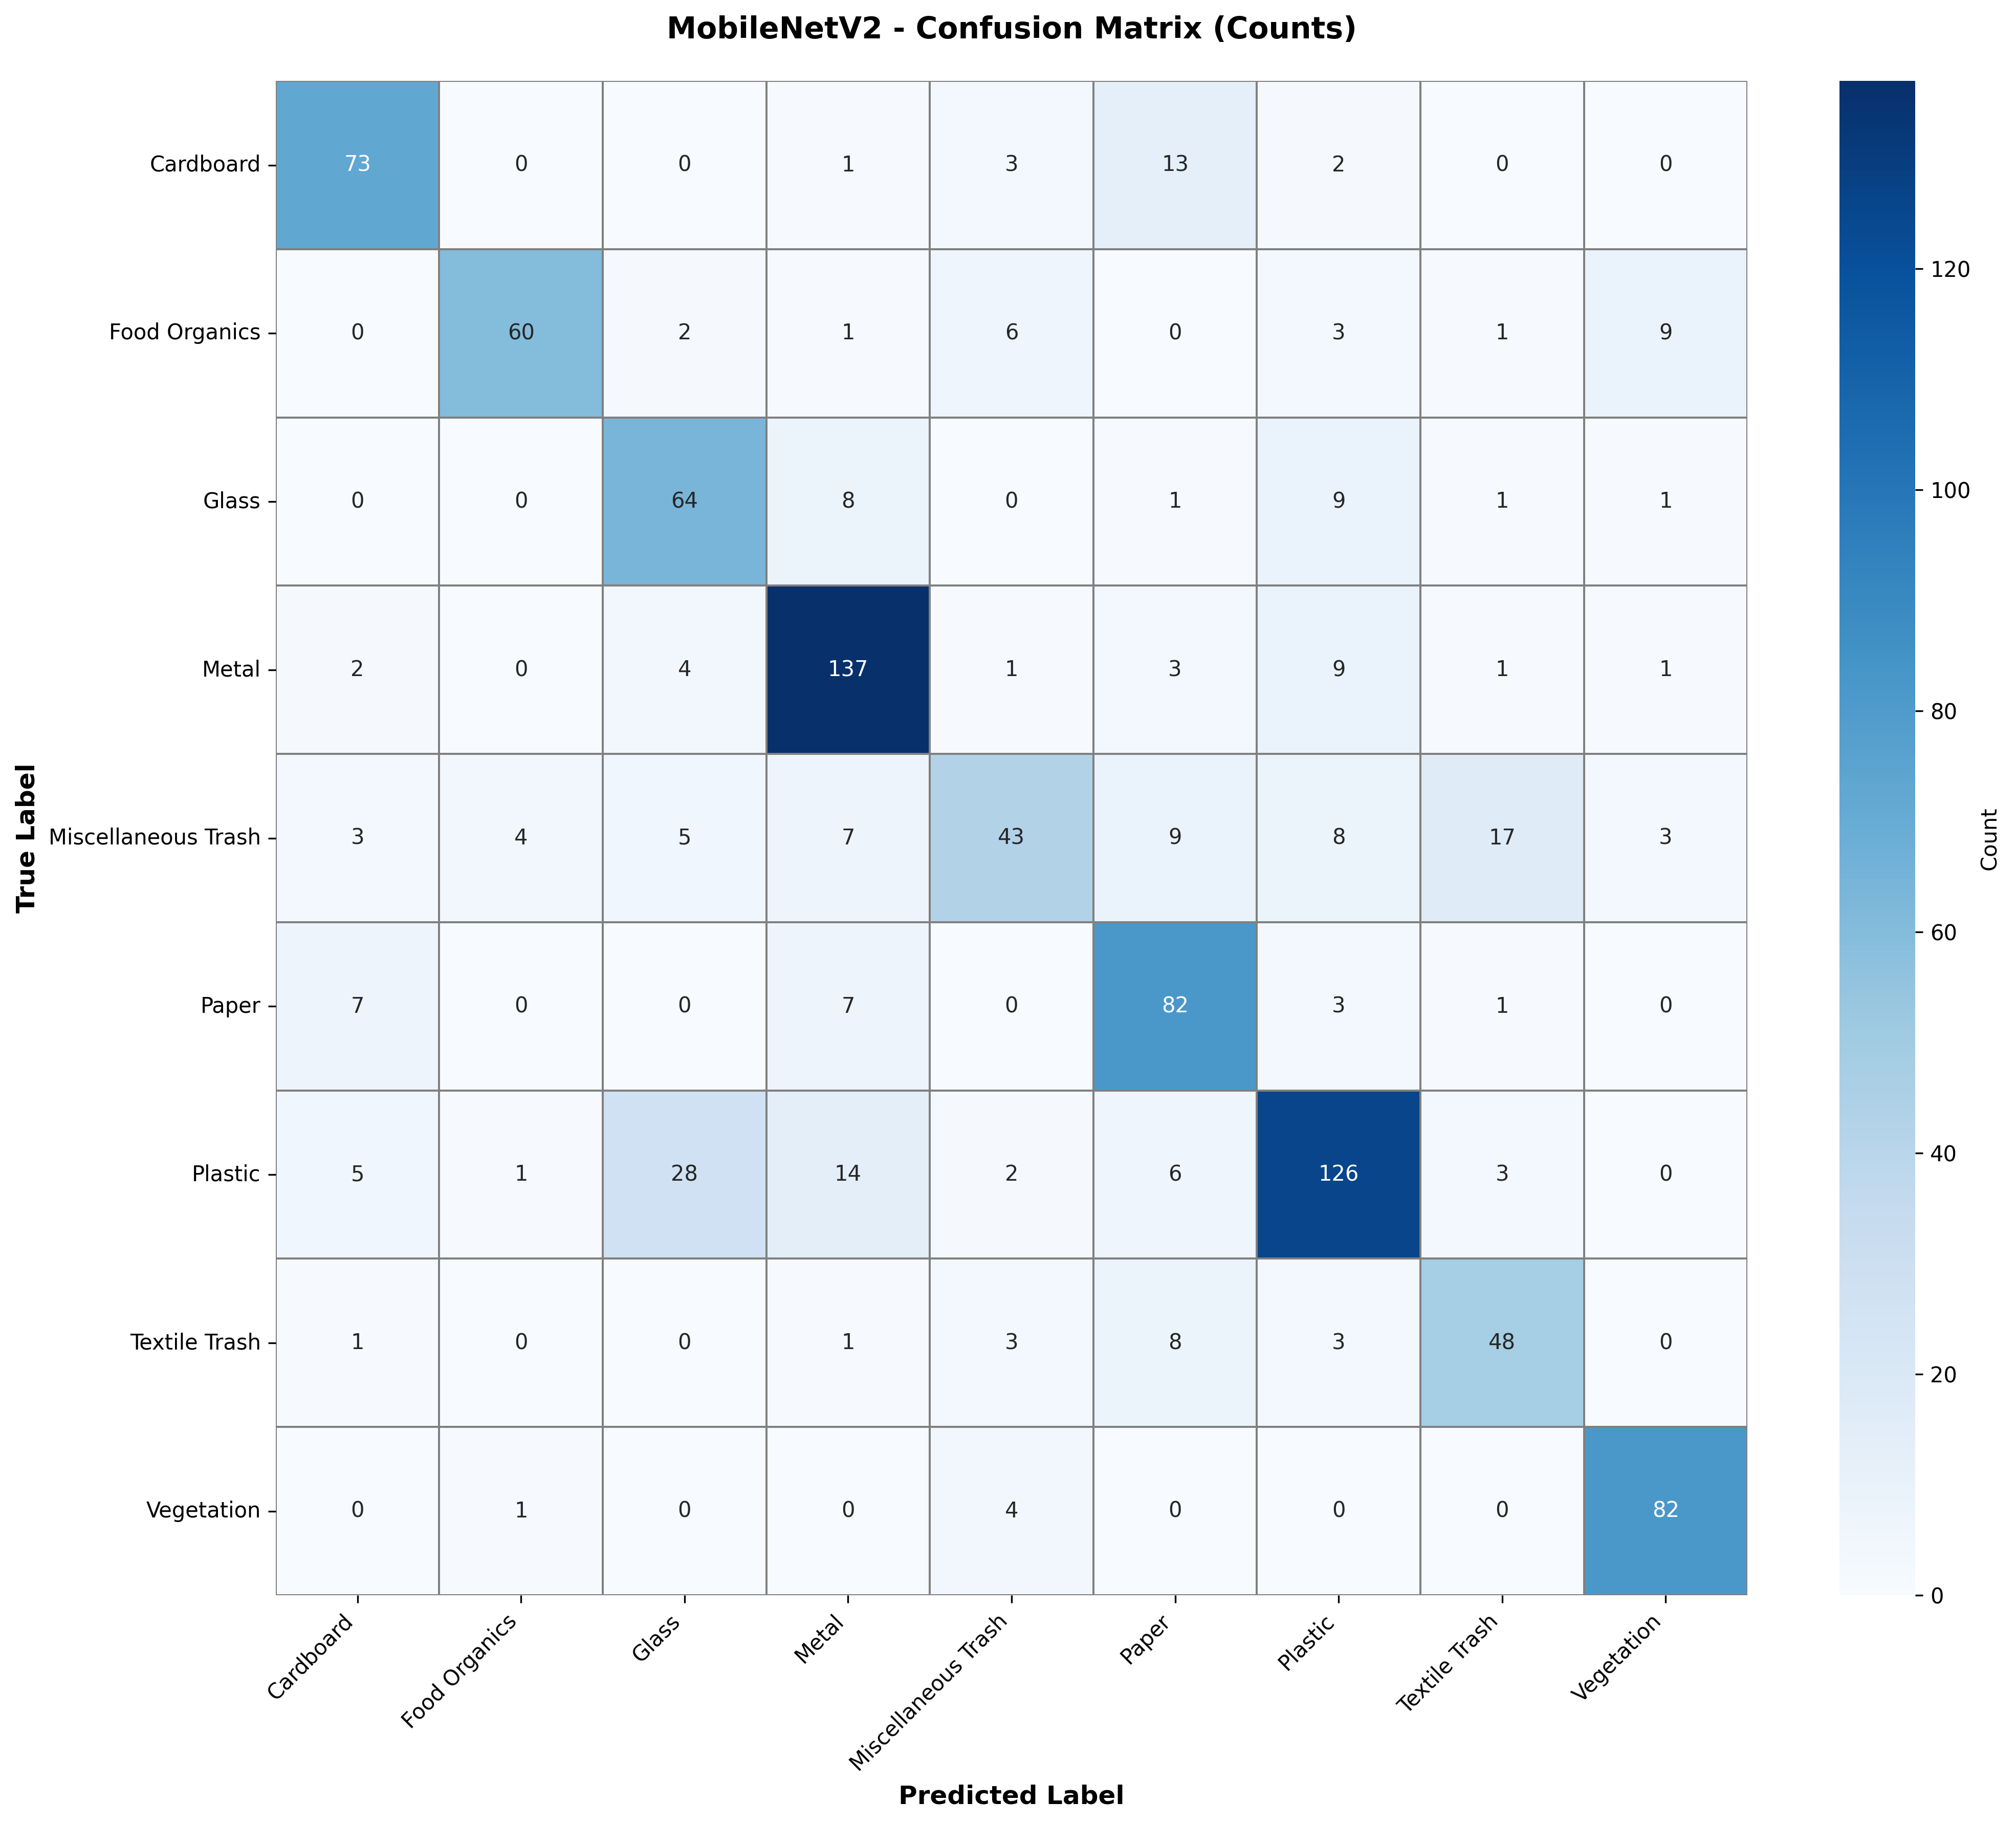 MobileNetV2 - Confusion Matrix (Counts)
Cardboard 73 0 0 1 3 13 2 0 0
Food Organics 0 60 2 1 6 0 3 1 9
Glass 0 0 64 8 0 1 9 1 1
Metal 2 0 4 137 1 3 9 1 1
Miscellaneous Trash 3 4 5 7 43 9 8 17 3
Paper 7 0 0 7 0 82 3 1 0
Plastic 5 1 28 14 2 6 126 3 0
Textile Trash 1 0 0 1 3 8 3 48 0
Vegetation 0 1 0 0 4 0 0 0 82
True Label
Cardboard Food Organics Glass Metal Miscellaneous Trash Paper Plastic Textile Trash Vegetation
Predicted Label
120
100
80
60
40
20
0
Count